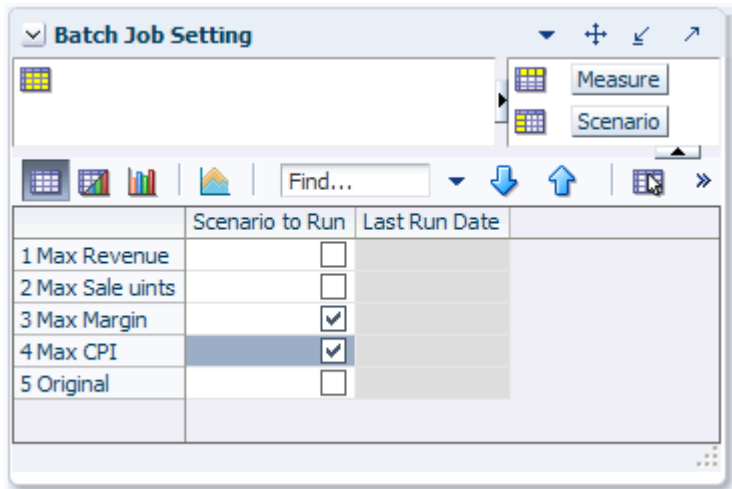 Batch Job Setting
Measure
Scenario
Find...
Scenario to Run Last Run Date
1 Max Revenue
2 Max Sale uints
3 Max Margin
4 Max CPI
5 Original